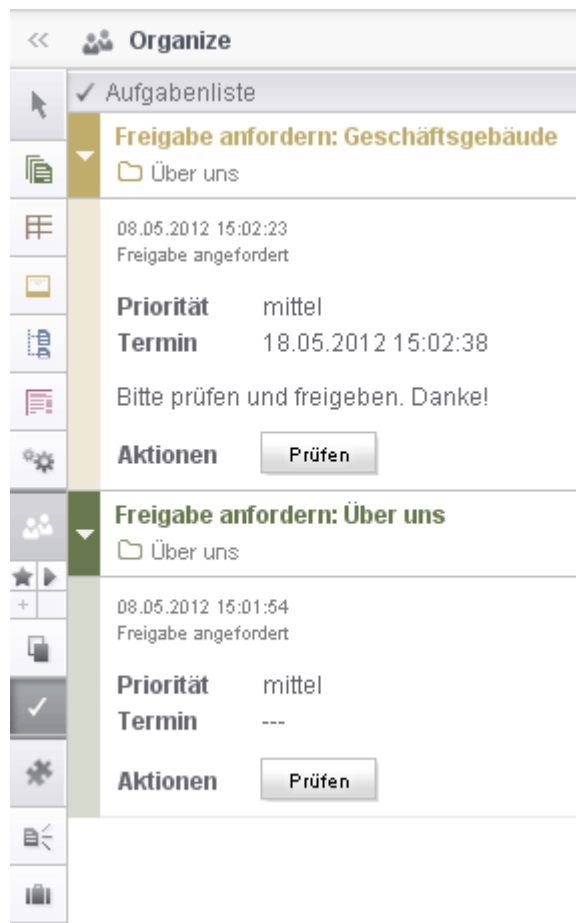 Organize
Aufgabenliste
Freigabe anfordern: Geschäftsgebäude
Über uns
08.05.2012 15:02:23
Freigabe angefordert
Priorität mittel
Termin 18.05.2012 15:02:38
Bitte prüfen und freigeben. Danke!
Aktionen Prüfen
Freigabe anfordern: Über uns
Über uns
08.05.2012 15:01:54
Freigabe angefordert
Priorität mittel
Termin ---
Aktionen Prüfen